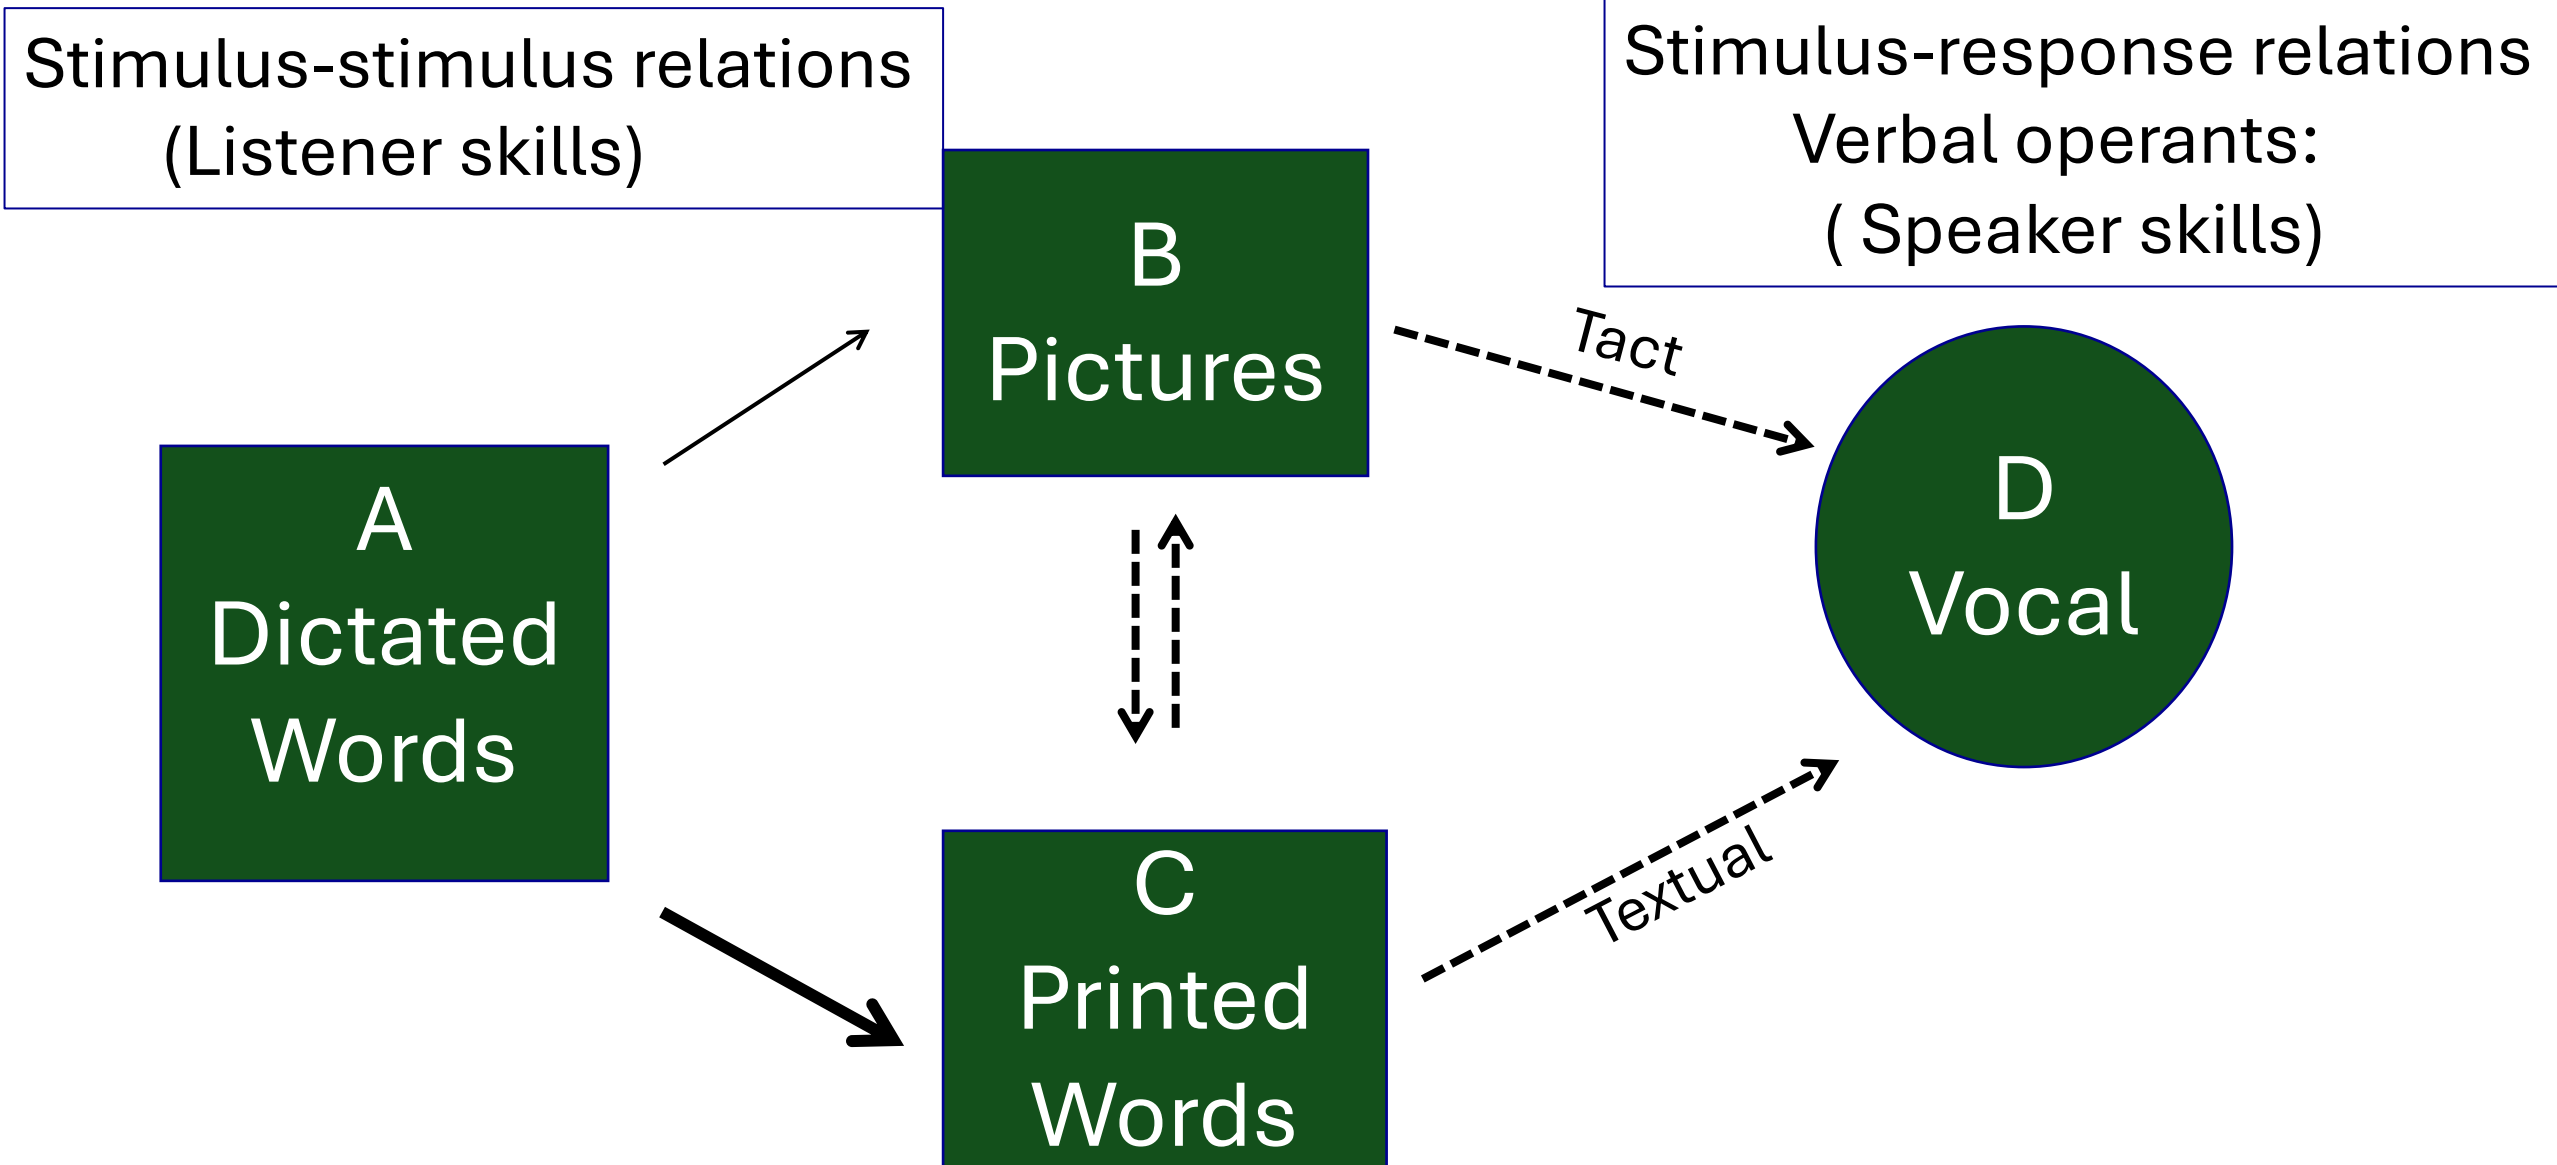 Stimulus-stimulus relations
(Listener skills)
Stimulus-response relations
Verbal operants:
( Speaker skills)
B
Pictures
Tact
A
Dictated
Words
D
Vocal
C
Printed
Words
Textual